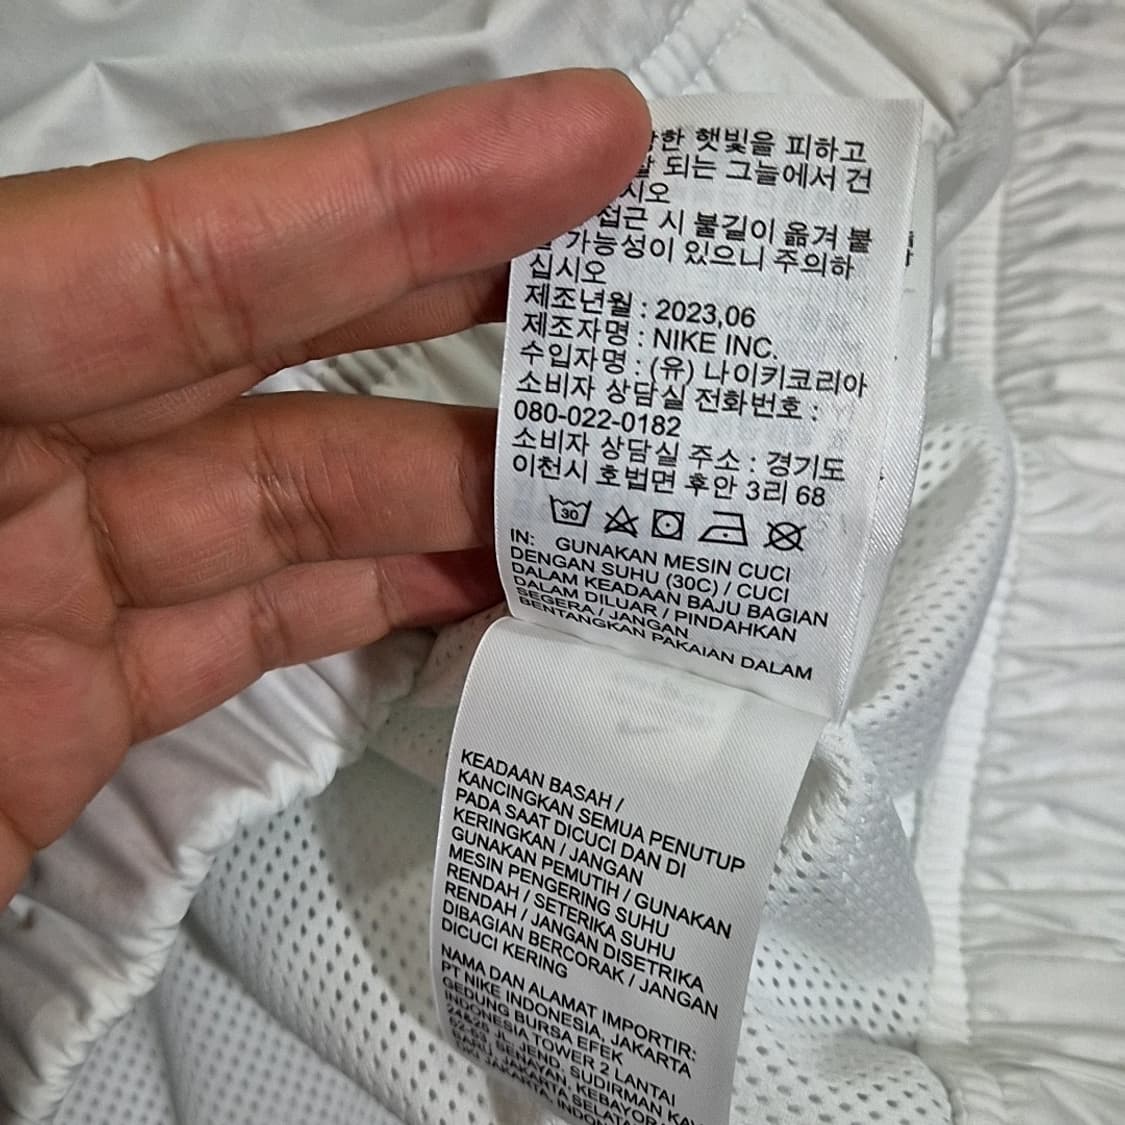 한 햇빛을 피하고
되는 그늘에서 건
시오
접근 시 불길이 옮겨 붙
가능성이 있으니 주의하
십시오
제조년월 : 2023,06
제조자명 : NIKE INC.
수입자명 : (유) 나이키코리아
소비자 상담실 전화번호 :
080-022-0182
소비자 상담실 주소 : 경기도
이천시 호법면 후안 3리 68
30
IN: GUNAKAN MESIN CUCI
DENGAN SUHU (30C) / CUCI
DALAM KEADAAN BAJU BAGIAN
DALAM DILUAR / PINDAHKAN
SEGERA / JANGAN
BENTANGKAN PAKAIAN DALAM
KEADAAN BASAH /
KANCINGKAN SEMUA PENUTUP
PADA SAAT DICUCI DAN DI
KERINGKAN / JANGAN
GUNAKAN PEMUTIH / GUNAKAN
MESIN PENGERING SUHU
RENDAH / SETERIKA SUHU
RENDAH / JANGAN DISETRIKA
DIBAGIAN BERCORAK / JANGAN
DICUCI KERING
NAMA DAN ALAMAT IMPORTIR:
PT NIKE INDONESIA, JAKARTA
GEDUNG BURSA EFEK
INDONESIA TOWER 2 LANTAI
JEND, SUDIRMAN KAV
SENAYAN, KEBAYORA
JAKARTA SELATA